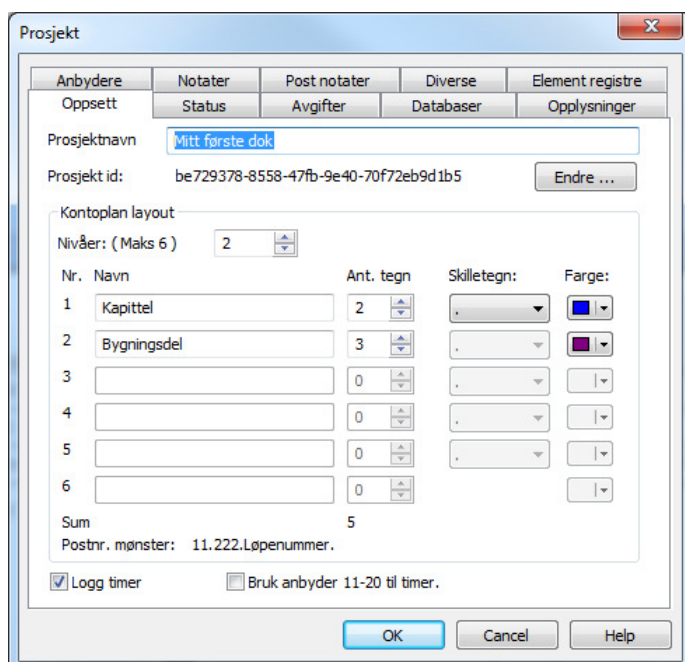 Prosjekt
Anbydere Notater Post notater Diverse Element registre
Oppsett Status Avgifter Databaser Opplysninger
Prosjektnavn Mitt første dok
Prosjekt id: be729378-8558-47fb-9e40-70f72eb9d1b5 Endre ...
Kontoplan layout
Nivåer: ( Maks 6 ) 2
Nr. Navn Ant. tegn Skilletegn: Farge:
1 Kapittel 2 .
2 Bygningsdel 3 .
3 0 .
4 0 .
5 0 .
6 0
Sum 5
Postnr. mønster: 11.222.Løpenummer.
Logg timer Bruk anbyder 11-20 til timer.
OK Cancel Help